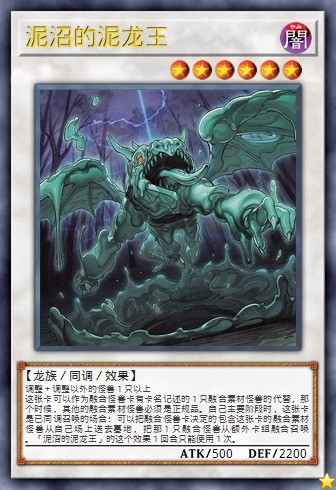 泥沼的泥龙王
闇
【龙族／同调／效果】
调整＋调整以外的怪兽１只以上
这张卡可以作为融合怪兽卡有卡名记述的１只融合素材怪兽的代替，那
个时候，其他的融合素材怪兽必须是正规品。自己主要阶段时，这张卡
是已同调召唤的场合：可以把融合怪兽卡决定的包含这张卡的融合素材
怪兽从自己场上送去墓地，把那１只融合怪兽从额外卡组融合召唤
。「泥沼的泥龙王」的这个效果１回合只能使用１次。
ATK/500 DEF/2200